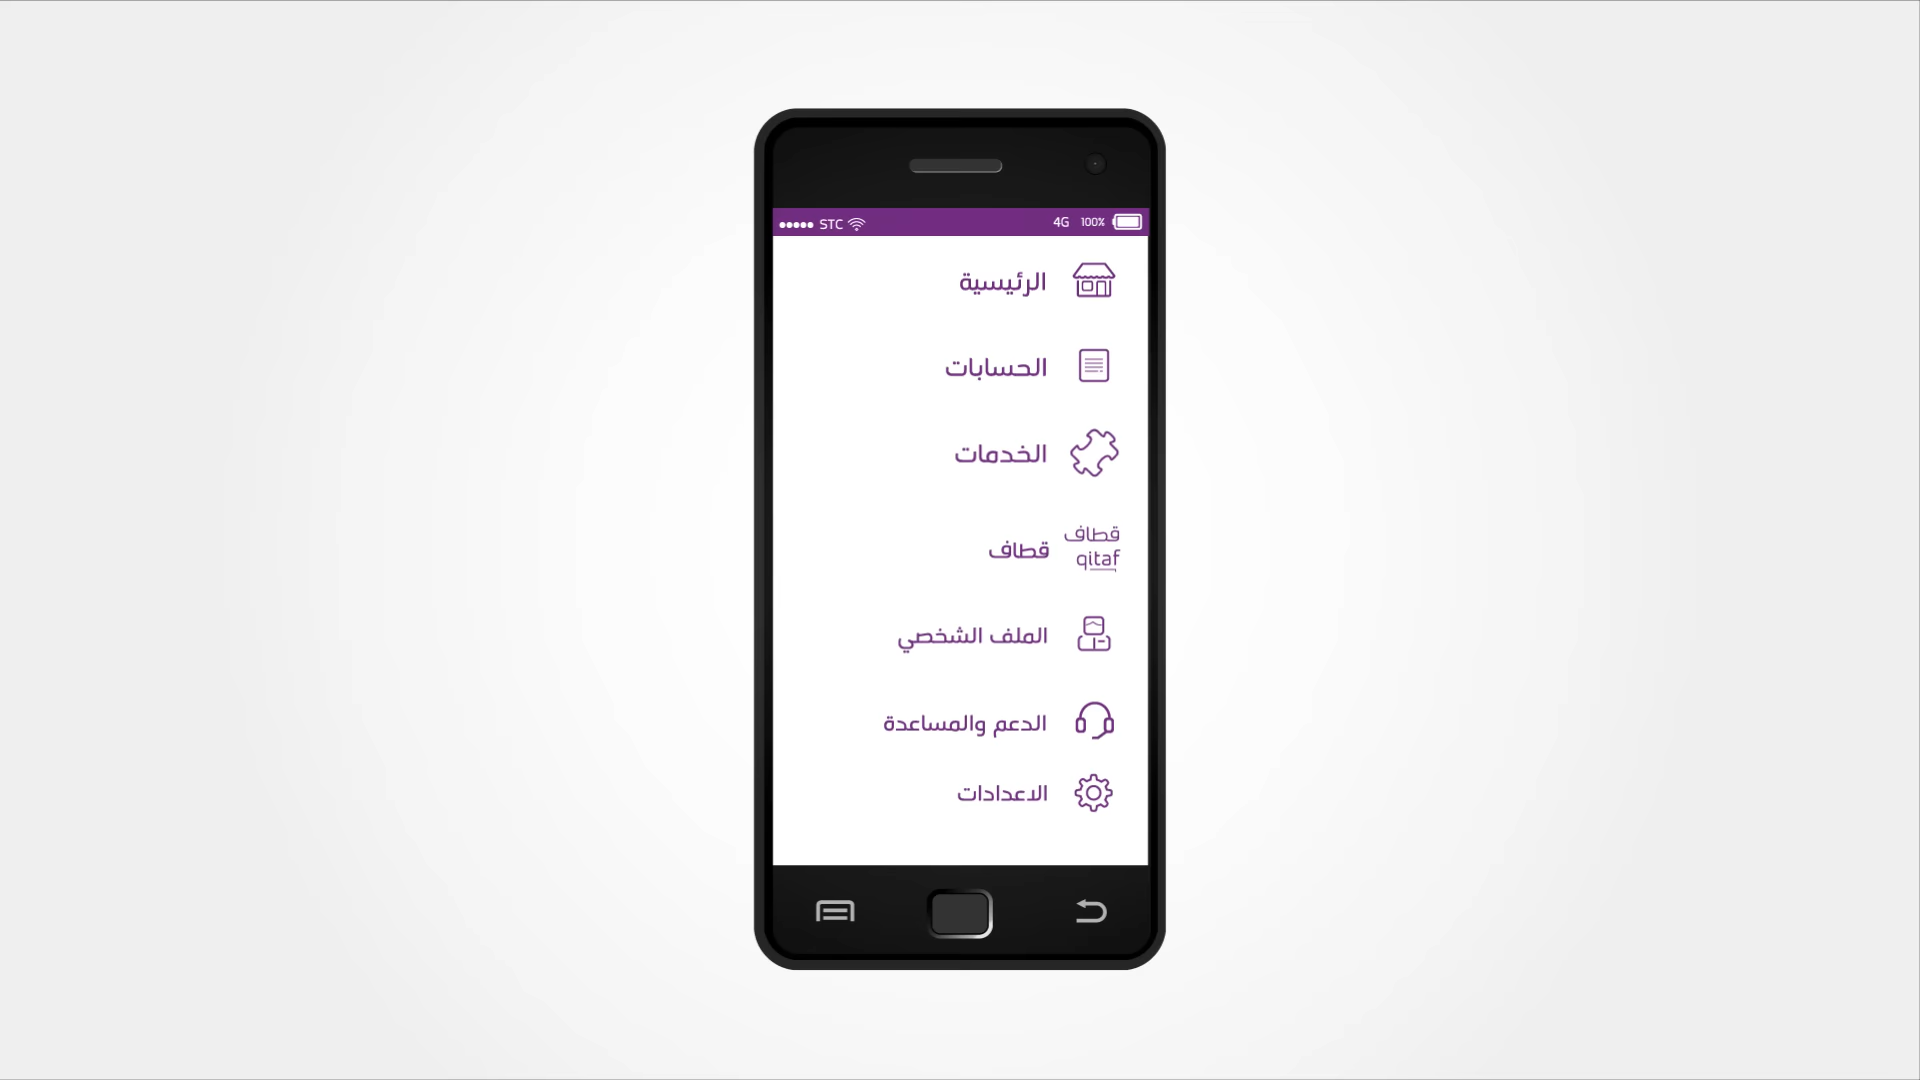 STC 4G 100%
الرئيسية
الحسابات
الخدمات
قطاف
qitaf
قطاف
الملف الشخصي
الدعم والمساعدة
الاعدادات